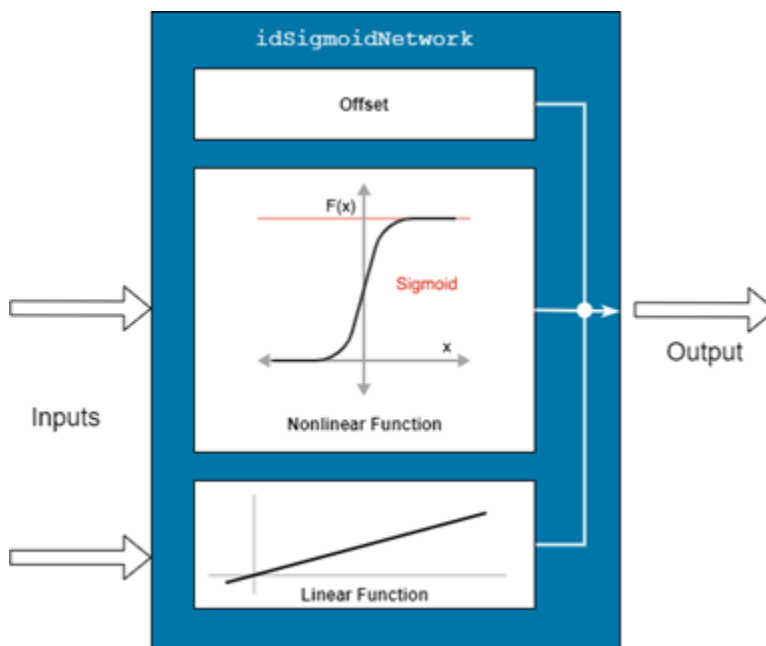 idSigmoidNetwork
Offset
F(x)
Sigmoid
x
Nonlinear Function
Inputs
Output
Linear Function